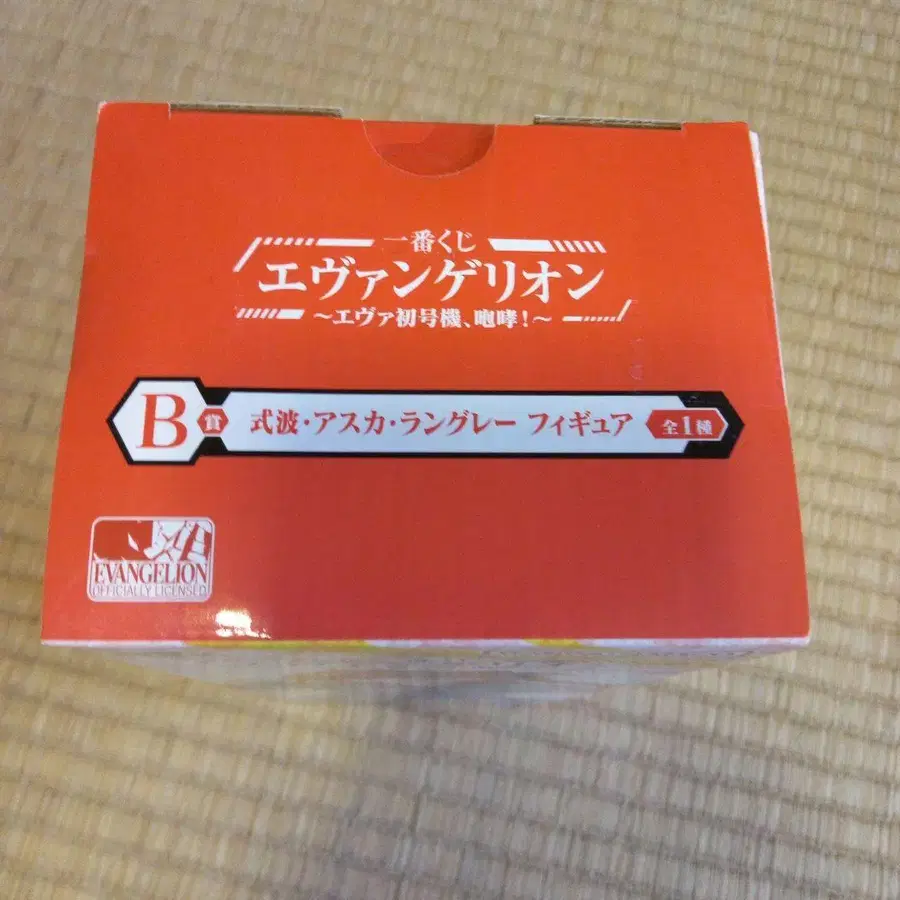 一番くじ
エヴァンゲリオン
～エヴァ初号機、咆哮！～
B賞 式波・アスカ・ラングレー フィギュア 全1種
EVANGELION
OFFICIALLY LICENSED